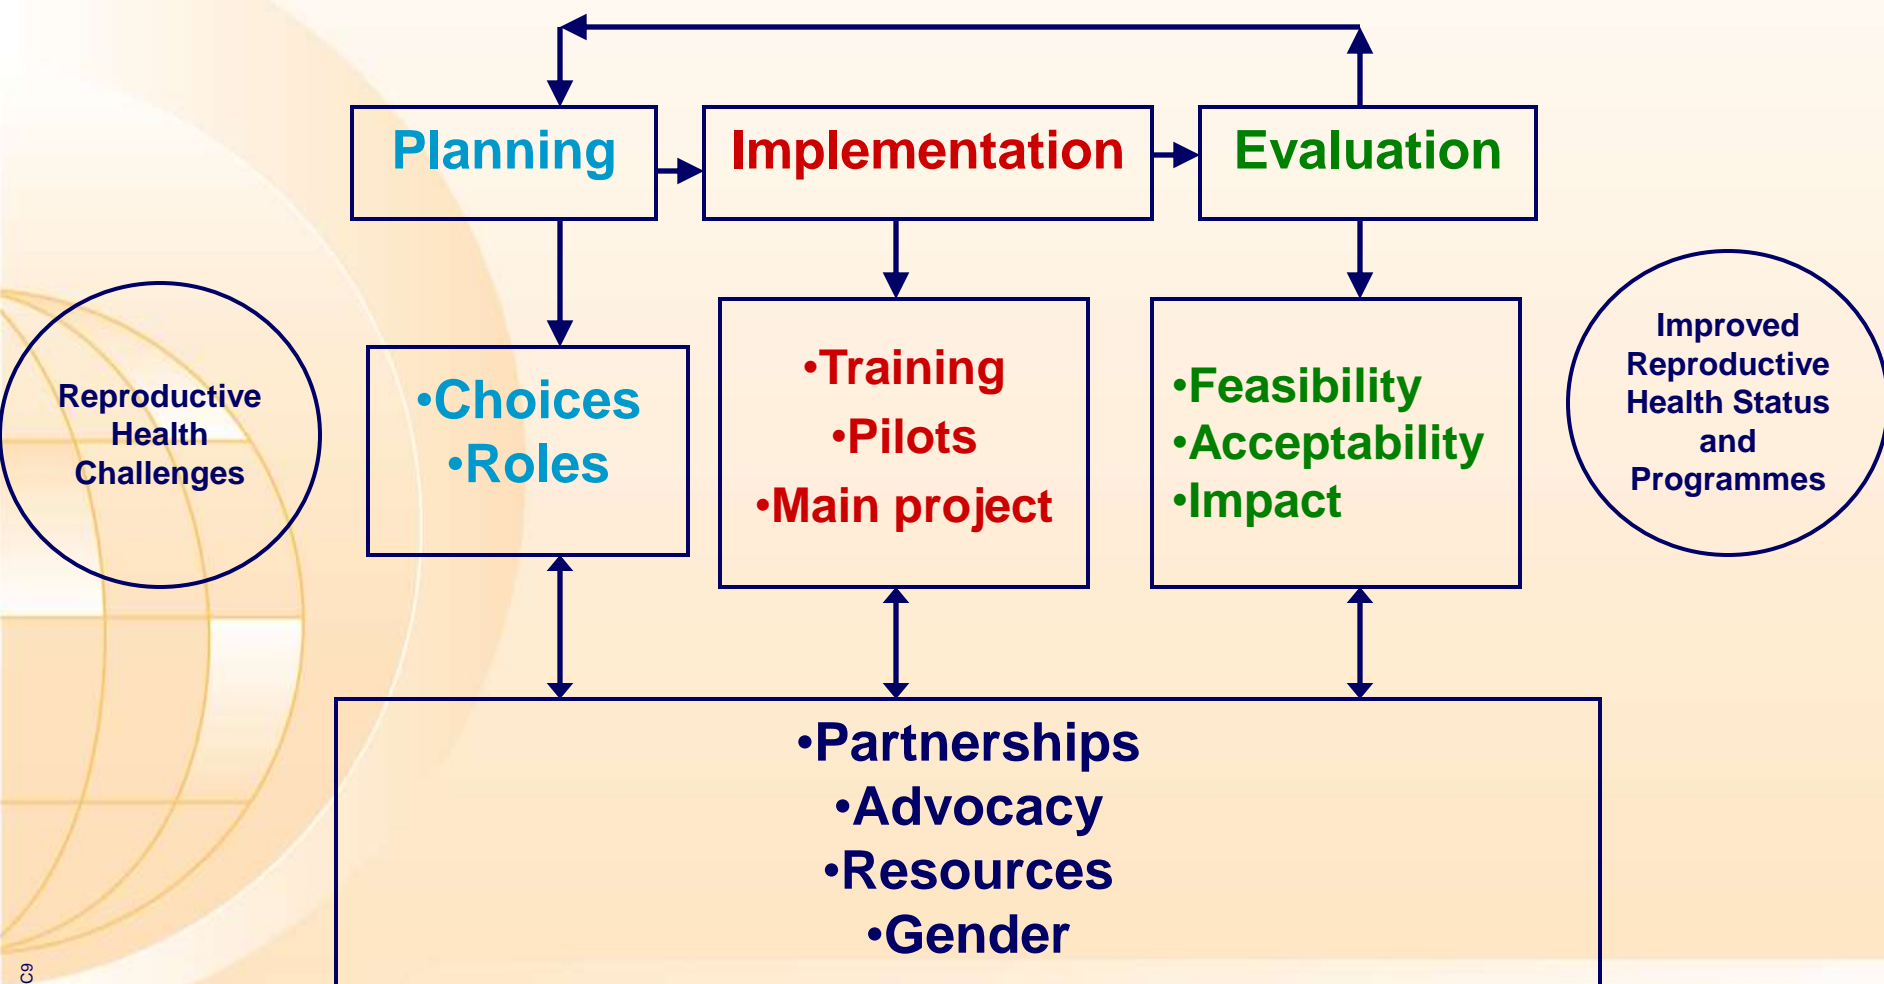 Planning
Implementation
Evaluation
Reproductive
Health
Challenges
•Choices
•Roles
•Training
•Pilots
•Main project
•Feasibility
•Acceptability
•Impact
Improved
Reproductive
Health Status
and
Programmes
•Partnerships
•Advocacy
•Resources
•Gender
C9